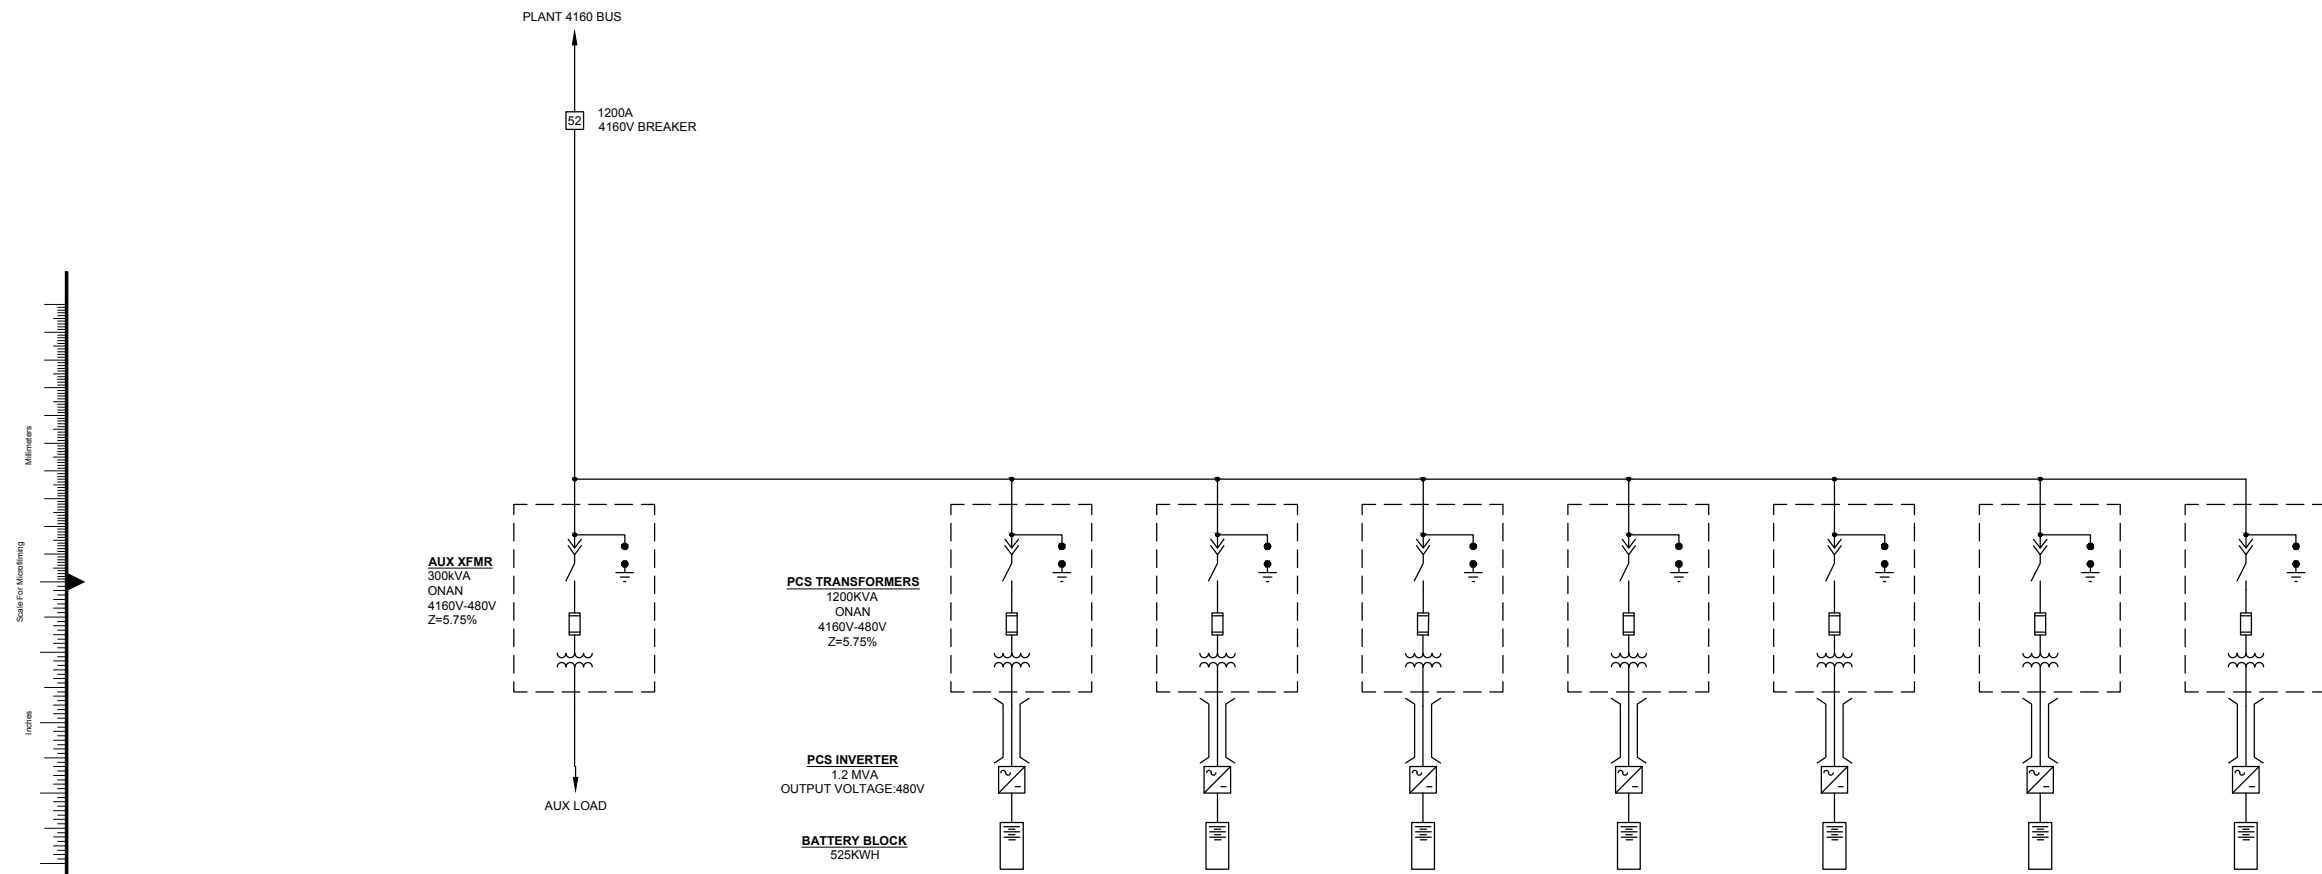 PLANT 4160 BUS
52
1200A
4160V BREAKER
Millimeters
Scale For Microfilming
Inches
AUX XFMR
300kVA
ONAN
4160V-480V
Z=5.75%
PCS TRANSFORMERS
1200KVA
ONAN
4160V-480V
Z=5.75%
PCS INVERTER
1.2 MVA
OUTPUT VOLTAGE:480V
AUX LOAD
BATTERY BLOCK
525KWH